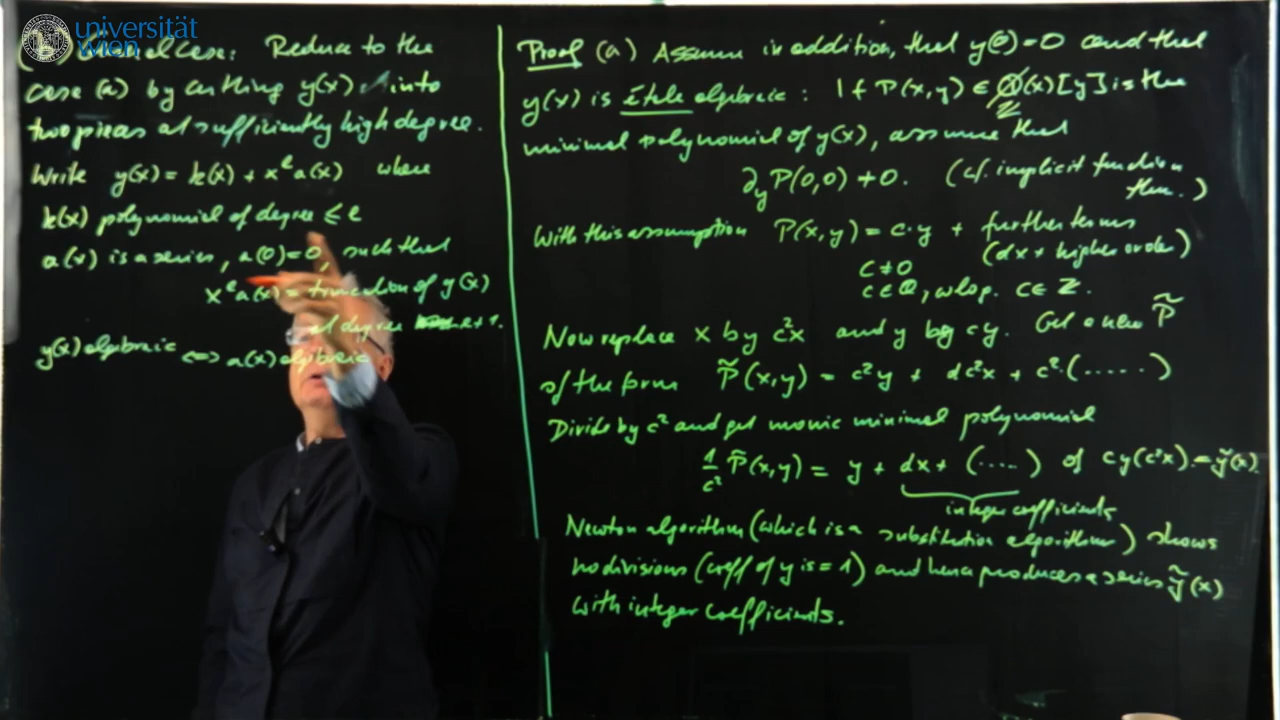 universität
wien
General Case: Reduce to the
case (a) by cutting y(x) into
two pieces at sufficiently high degree.
Write y(x) = k(x) + x^e a(x) where
k(x) polynomial of degree ≤ e
a(x) is a series, a(0)=0, such that
x^e a(x) = truncation of y(x)
at degree e+1.
y(x) algebraic ⟺ a(x) algebraic
Proof (a) Assume in addition, that y(0)=0 and that
y(x) is étale algebraic: If P(x,y) ∈ ℤ(x)[y] is the
minimal polynomial of y(x), assume that
∂_y P(0,0) ≠ 0. (cf. implicit function
thm.)
With this assumption P(x,y) = c·y + further terms
(dx + higher order)
c ≠ 0
c ∈ ℚ, wlog. c ∈ ℤ.
Now replace x by c²x and y by cy. Get a new P̃
of the form P̃(x,y) = c²y + dc²x + c²·(.....)
Divide by c² and get monic minimal polynomial
1/c² P̃(x,y) = y + dx + (....) of cy(c²x).=ỹ(x)
integer coefficients
Newton algorithm (which is a substitution algorithm) shows
no divisions (coeff of y is = 1) and hence produces a series ỹ(x)
with integer coefficients.